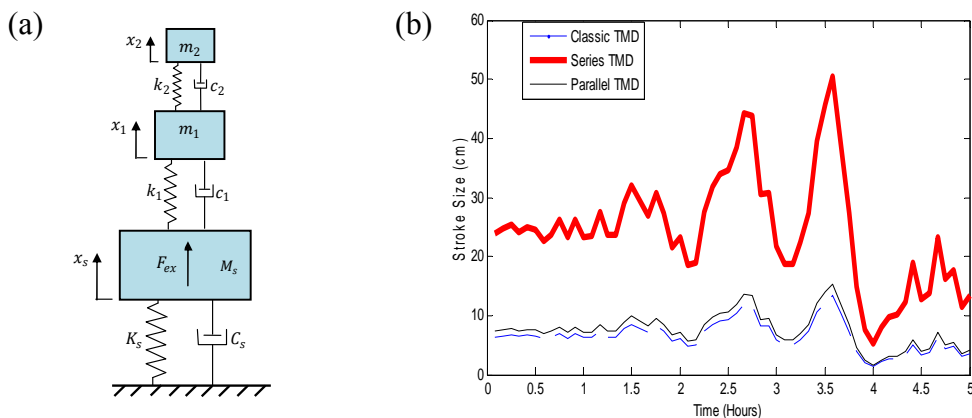 (a)
x₂
m₂
k₂
c₂
x₁
m₁
k₁
c₁
xₛ
Fₑₓ
Mₛ
Kₛ
Cₛ
(b)
60
50
40
30
20
10
0
Stroke Size (cm)
Classic TMD
Series TMD
Parallel TMD
0 0.5 1 1.5 2 2.5 3 3.5 4 4.5 5
Time (Hours)